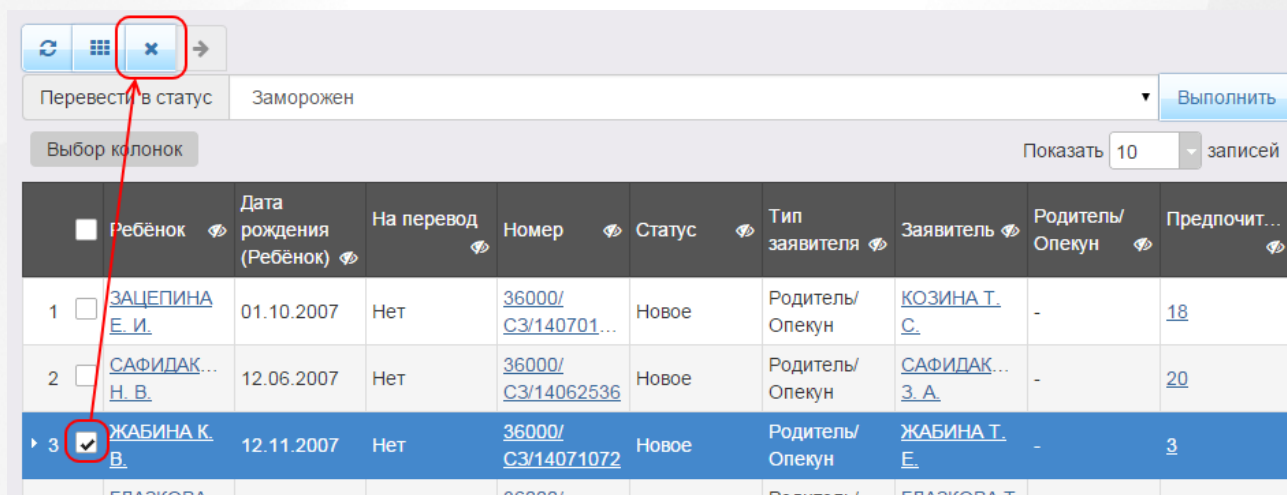 Перевести в статус Заморожен Выполнить
Выбор колонок Показать 10 записей
Ребёнок Дата рождения (Ребёнок) На перевод Номер Статус Тип заявителя Заявитель Родитель/ Опекун Предпочит...
1 ЗАЦЕПИНА Е. И. 01.10.2007 Нет 36000/ СЗ/140701... Новое Родитель/ Опекун КОЗИНА Т. С. - 18
2 САФИДАК... Н. В. 12.06.2007 Нет 36000/ СЗ/14062536 Новое Родитель/ Опекун САФИДАК... З. А. - 20
3 ЖАБИНА К. В. 12.11.2007 Нет 36000/ СЗ/14071072 Новое Родитель/ Опекун ЖАБИНА Т. Е. - 3